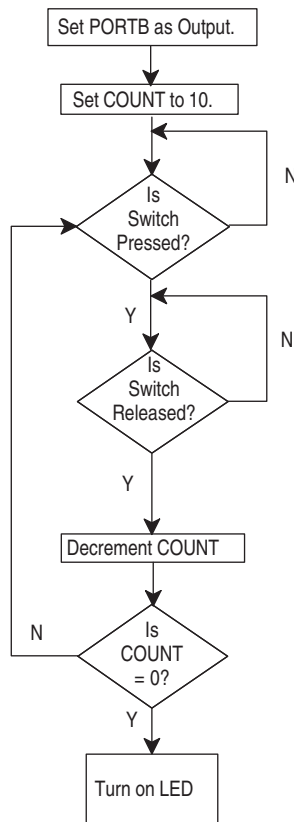 Set PORTB as Output.
Set COUNT to 10.
Is
Switch
Pressed?
N
Y
Is
Switch
Released?
N
Y
Decrement COUNT
Is
COUNT
= 0?
N
Y
Turn on LED